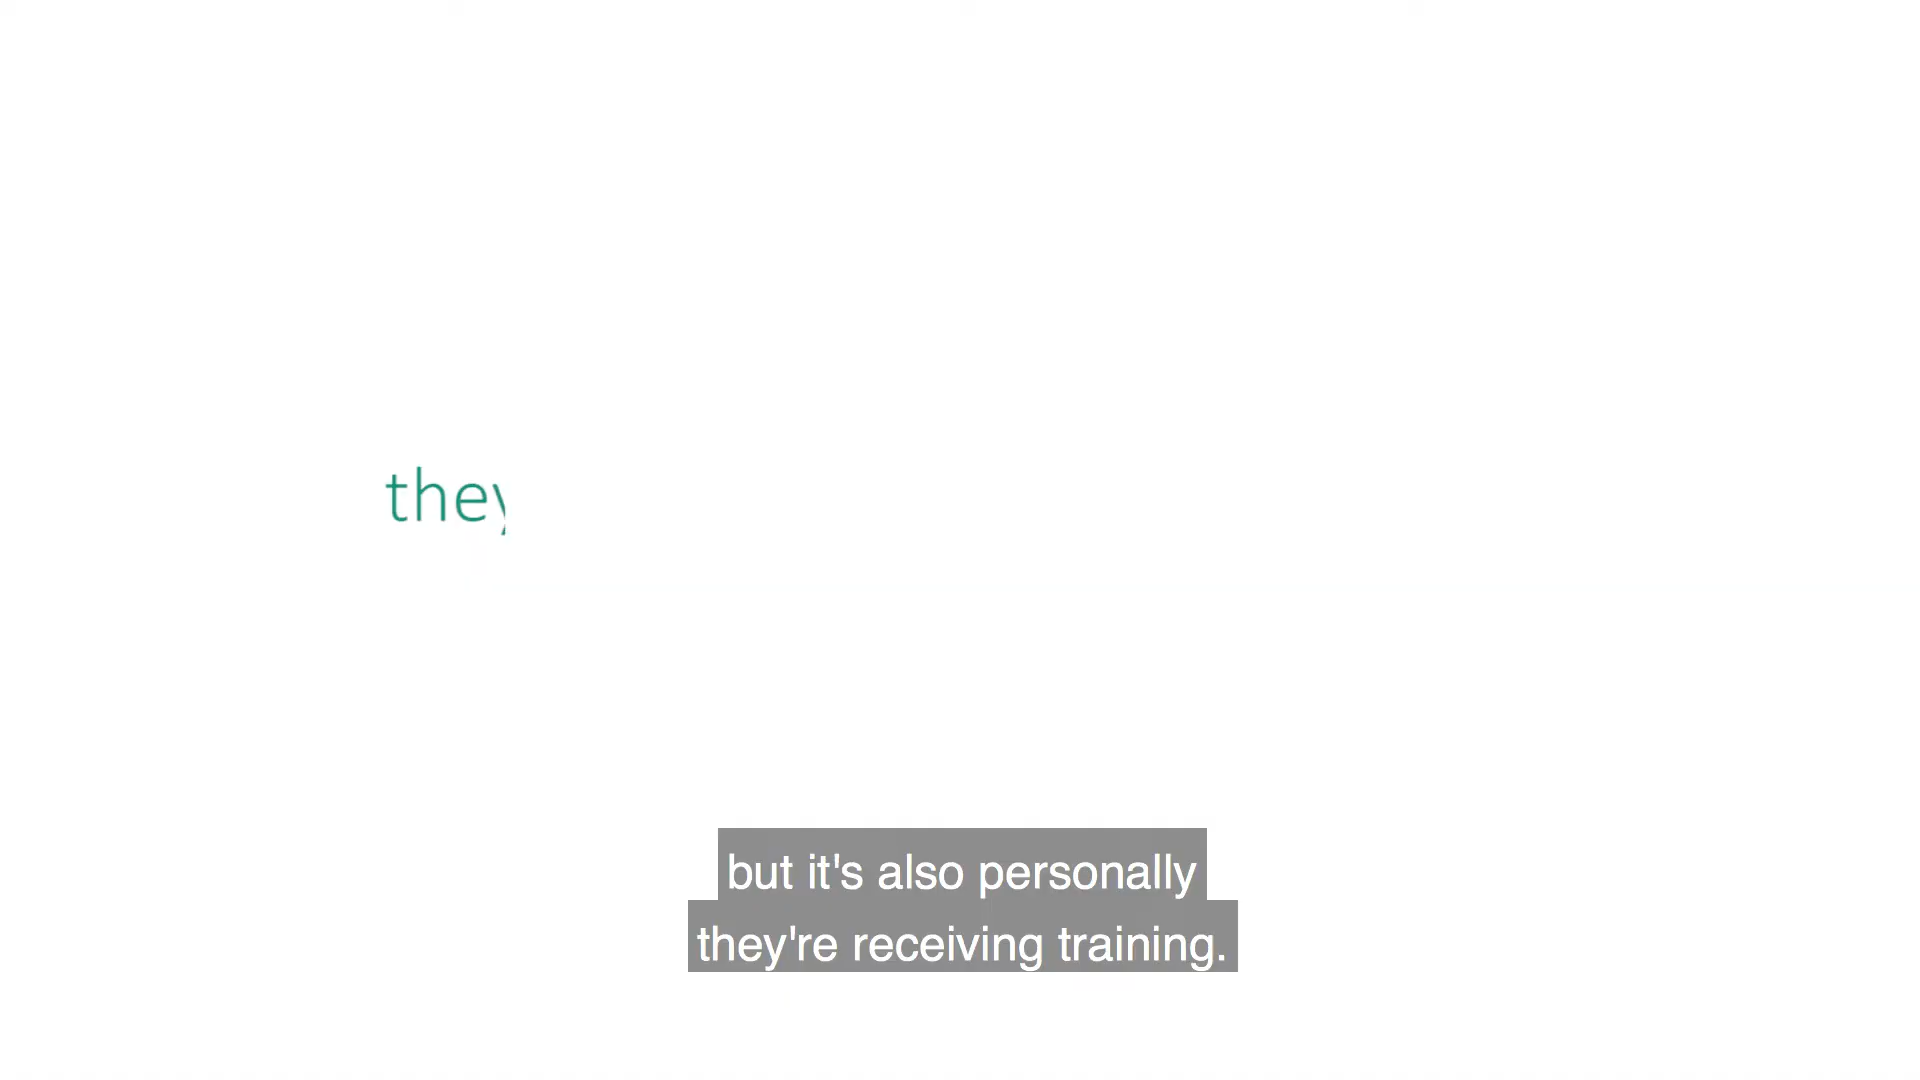 they
but it's also personally
they're receiving training.